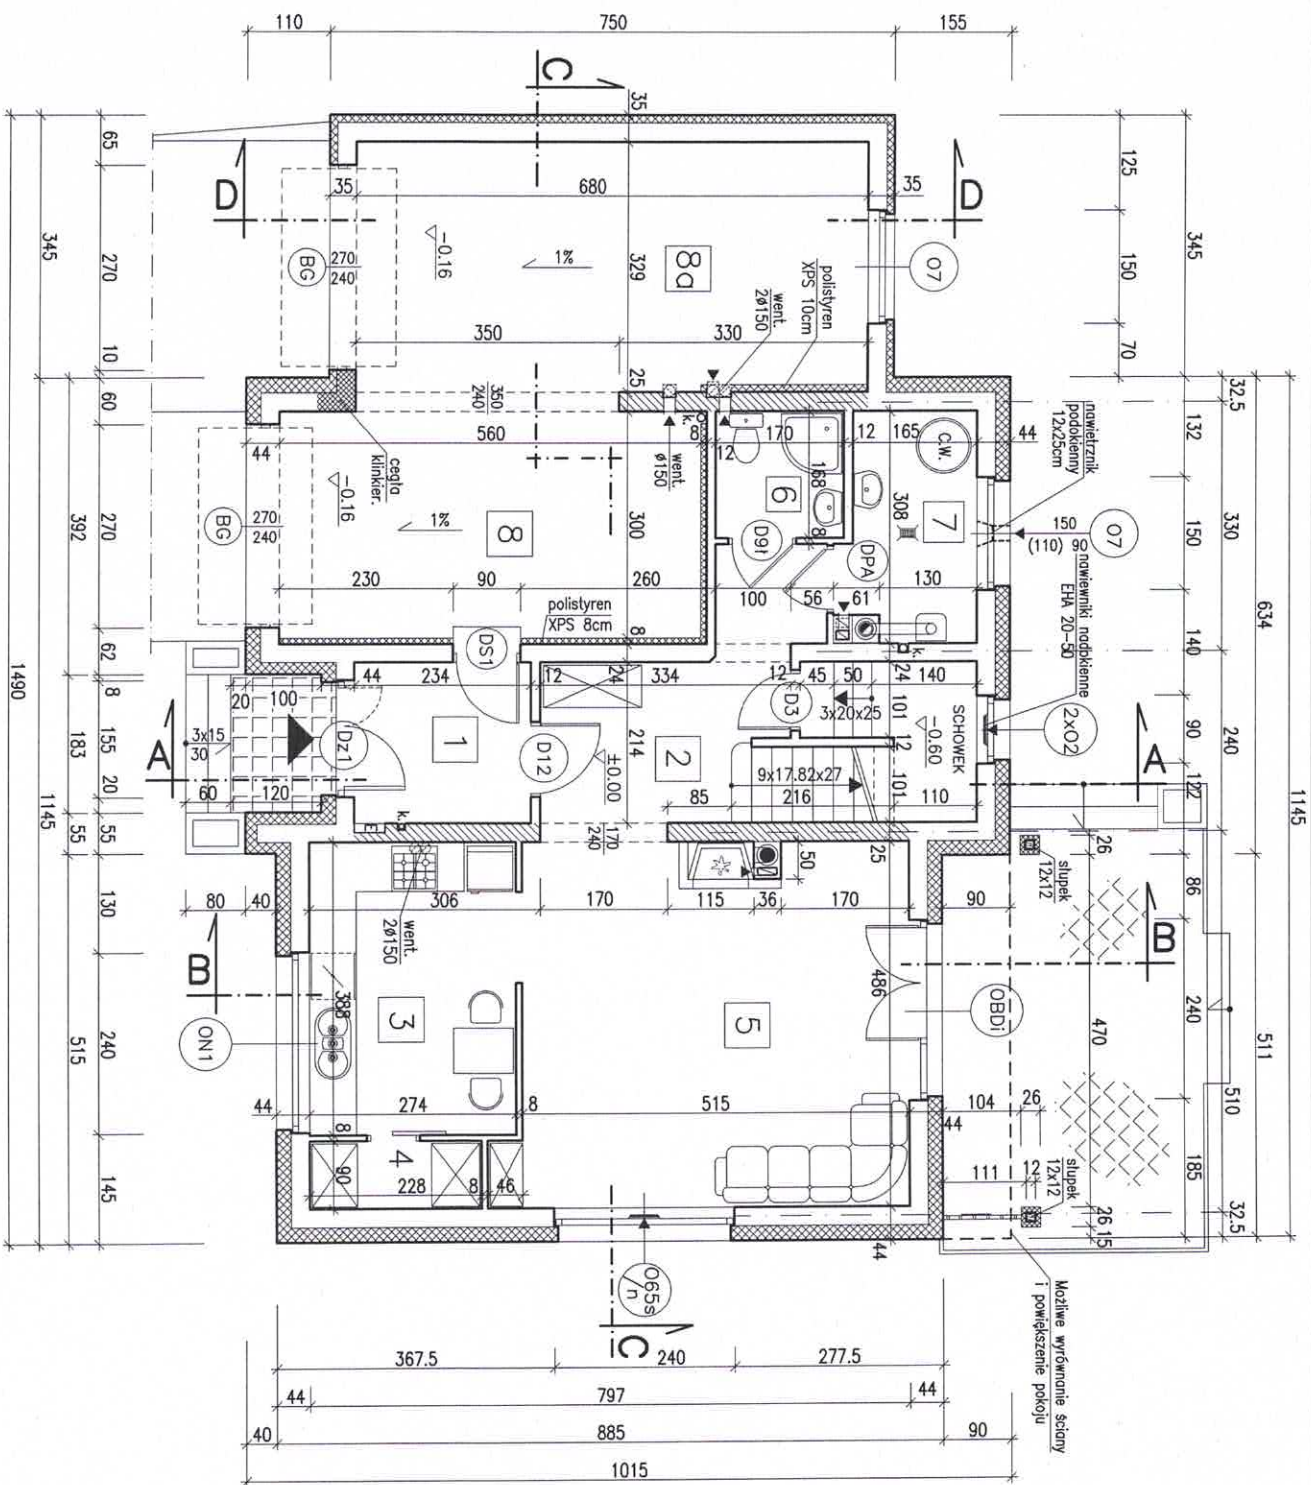 110
750
155
C
35
65
345
D
35
680
35
D
125
345
270
BG
270
240
-0.16
1%
329
8a
polistyren
XPS 10cm
went.
2ø150
O7
150
350
330
70
10
25
350
240
60
44
560
k.
8
12
170
12
165
44
32.5
132
cegła
klinkier.
went.
ø150
168
C.W.
nawietrznik
podokienny
12x25cm
392
270
BG
270
240
-0.16
1%
300
8
6
308
7
150
(110) 90
O7
330
150
D9t
8
DPA
634
230
90
260
100
56
61
130
nawiewniki nadokienne
EHA 20-50
polistyren
XPS 8cm
8
62
DS1
k.
140
1490
8
20
100
44
234
12
24
334
12
45
50
24
140
1145
D3
3x20x25
101
SCHOWEK
-0.60
2xO2
90
240
183
155
3x15
30
Dz1
1
D12
±0.00
214
2
12
A
A
9x17.82x27
101
20
60
120
85
216
110
122
1145
55
55
E
k.
170
240
50
25
26
słupek
12x12
86
130
80
40
306
170
115
36
170
90
went.
2ø150
B
B
388
486
OBDi
515
240
ON1
3
5
470
240
511
44
274
8
515
44
104
26
510
8
4
90
228
8
46
111
12
słupek
12x12
185
145
26
15
32.5
44
O65s
/n
C
Możliwe wyrównanie ściany
i powiększenie pokoju
367.5
240
277.5
44
797
44
40
885
90
1015